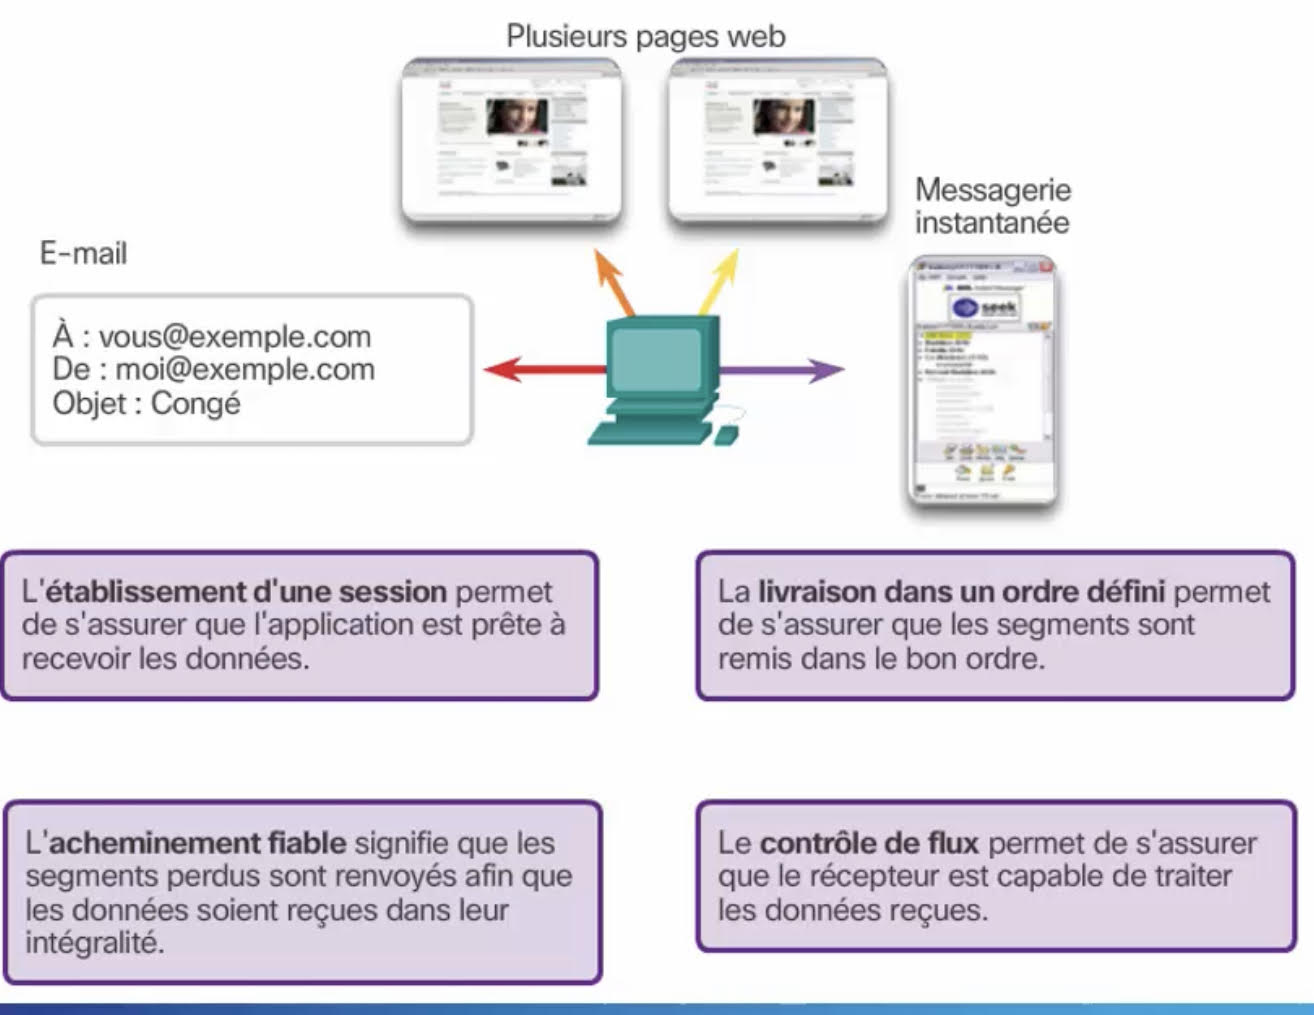 Plusieurs pages web
Messagerie
instantanée
E-mail
À : vous@exemple.com
De : moi@exemple.com
Objet : Congé
seek
L'établissement d'une session permet
de s'assurer que l'application est prête à
recevoir les données.
La livraison dans un ordre défini permet
de s'assurer que les segments sont
remis dans le bon ordre.
L'acheminement fiable signifie que les
segments perdus sont renvoyés afin que
les données soient reçues dans leur
intégralité.
Le contrôle de flux permet de s'assurer
que le récepteur est capable de traiter
les données reçues.